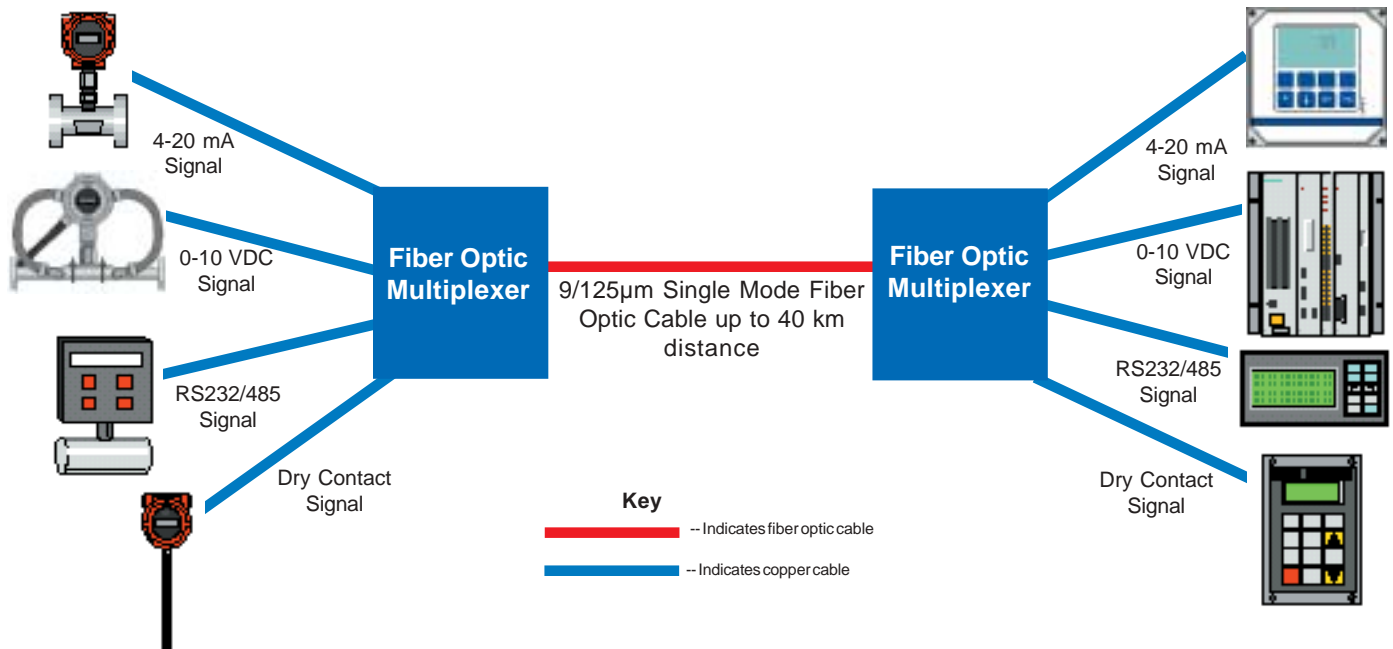 4-20 mA
Signal
0-10 VDC
Signal
RS232/485
Signal
Dry Contact
Signal
Fiber Optic
Multiplexer
9/125µm Single Mode Fiber
Optic Cable up to 40 km
distance
Fiber Optic
Multiplexer
4-20 mA
Signal
0-10 VDC
Signal
RS232/485
Signal
Dry Contact
Signal
Key
-- Indicates fiber optic cable
-- Indicates copper cable